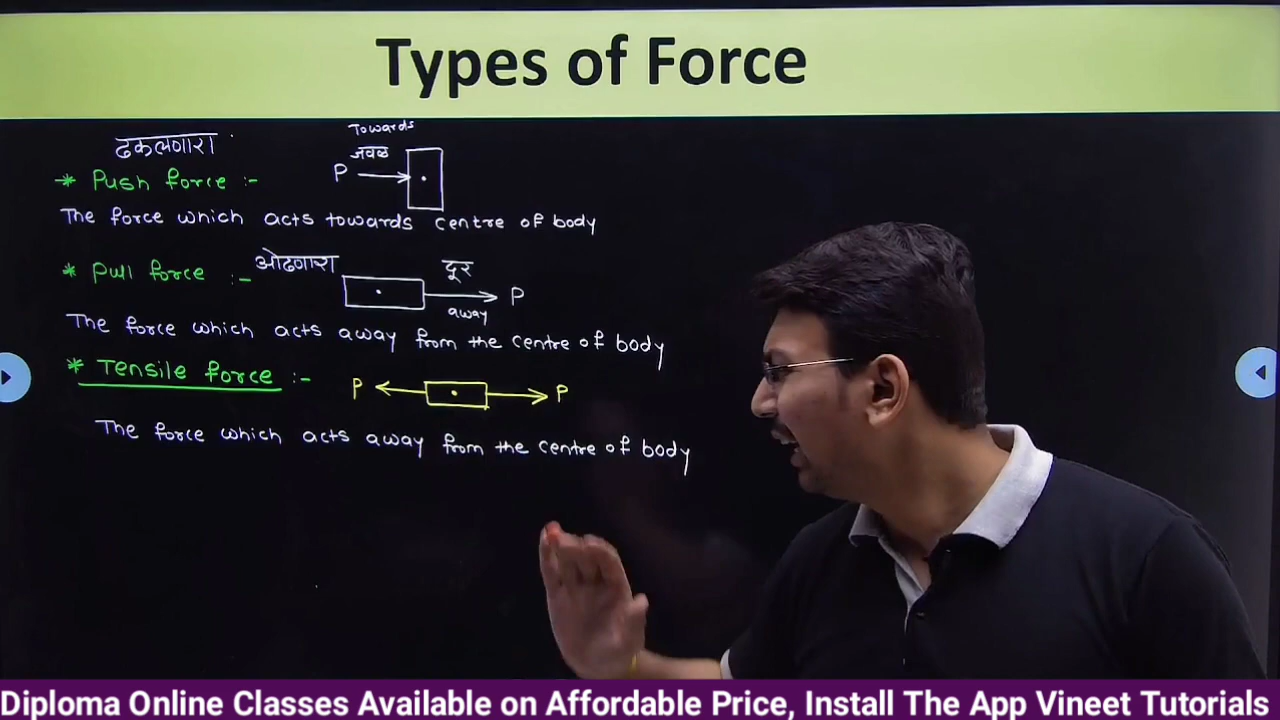 Types of Force
ढकलणारा
Towards
जवळ
P
* Push force :-
The force which acts towards centre of body
* Pull force :- ओढणारा
दूर
P
away
The force which acts away from the centre of body
* Tensile force :-
P P
The force which acts away from the centre of body
Diploma Online Classes Available on Affordable Price, Install The App Vineet Tutorials